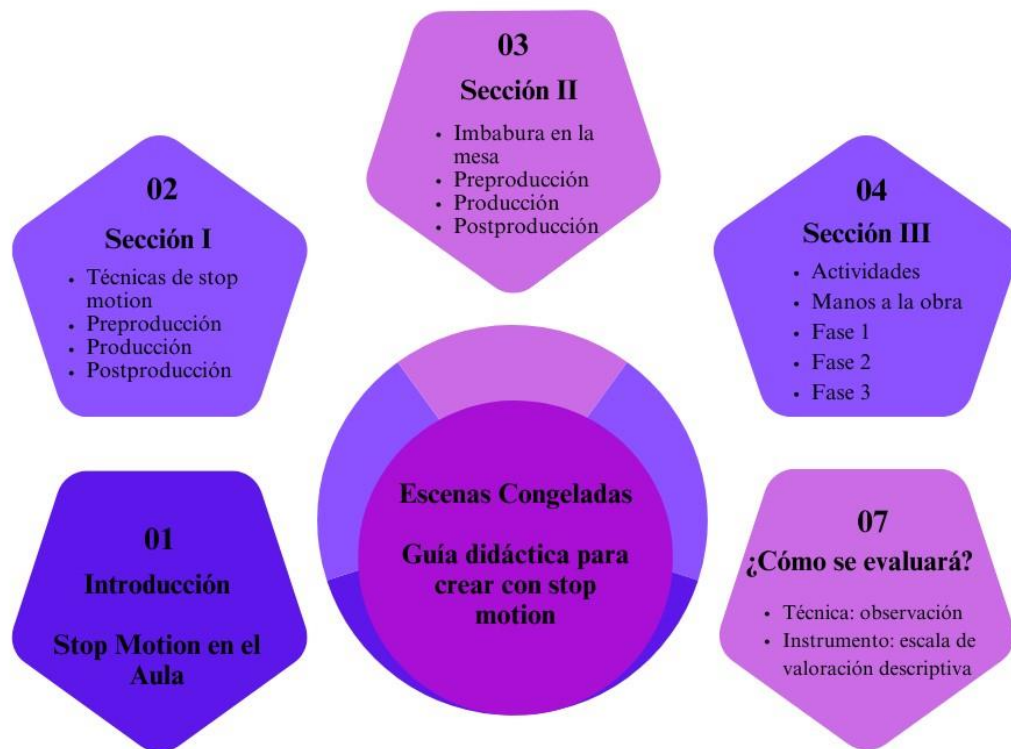 01
Introducción
Stop Motion en el
Aula
02
Sección I
• Técnicas de stop
motion
• Preproducción
• Producción
• Postproducción
03
Sección II
• Imbabura en la
mesa
• Preproducción
• Producción
• Postproducción
04
Sección III
• Actividades
• Manos a la obra
• Fase 1
• Fase 2
• Fase 3
07
¿Cómo se evaluará?
• Técnica: observación
• Instrumento: escala de
valoración descriptiva
Escenas Congeladas
Guía didáctica para
crear con stop
motion